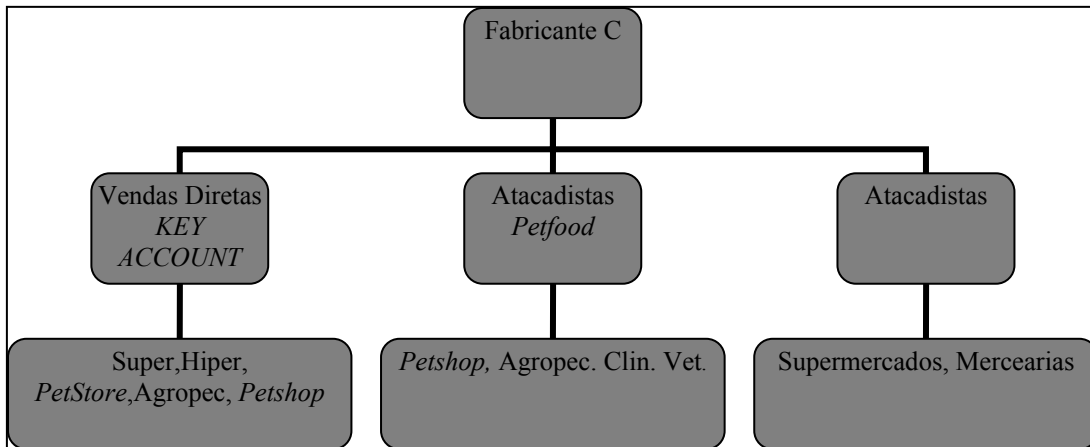 Fabricante C
Vendas Diretas
KEY
ACCOUNT
Atacadistas
Petfood
Atacadistas
Super,Hiper,
PetStore,Agropec, Petshop
Petshop, Agropec. Clin. Vet.
Supermercados, Mercearias